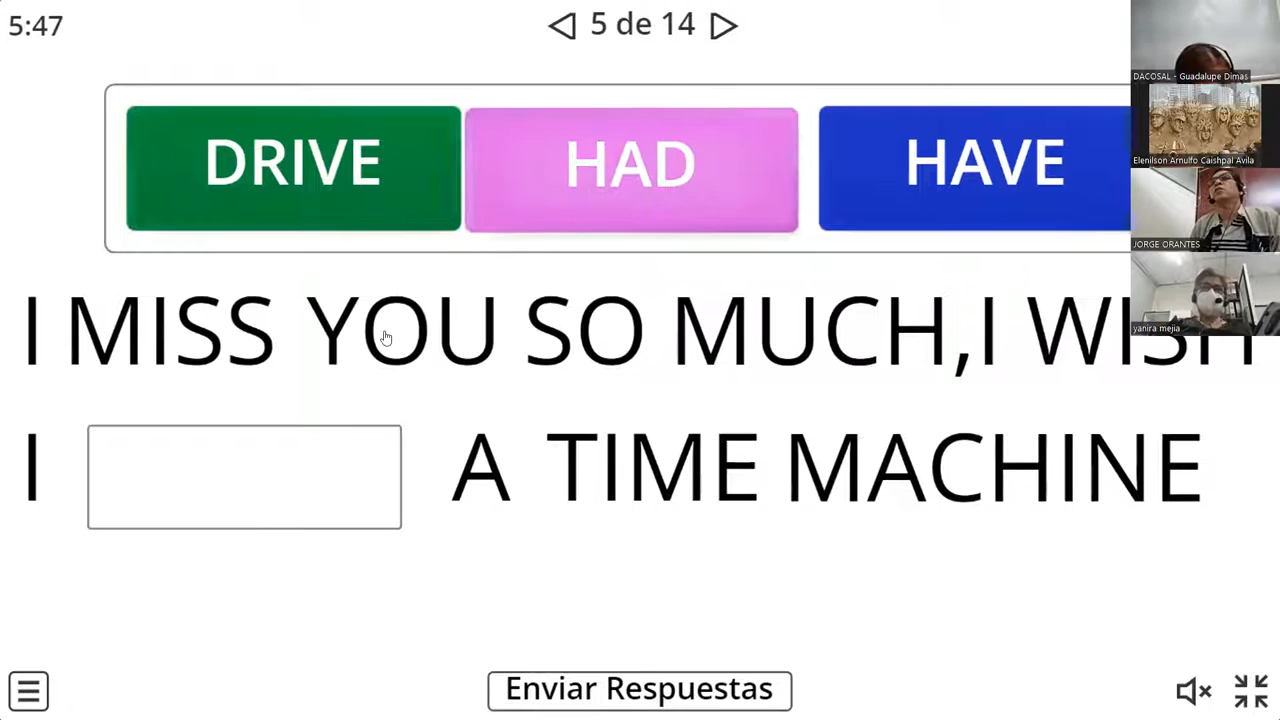 5:47
5 de 14
DRIVE
HAD
HAVE
I MISS YOU SO MUCH,I WISH
I
A TIME MACHINE
Enviar Respuestas
DACOSAL - Guadalupe Dimas
Elenilson Arnulfo Caishpal Avila
JORGE ORANTES
yanira mejia